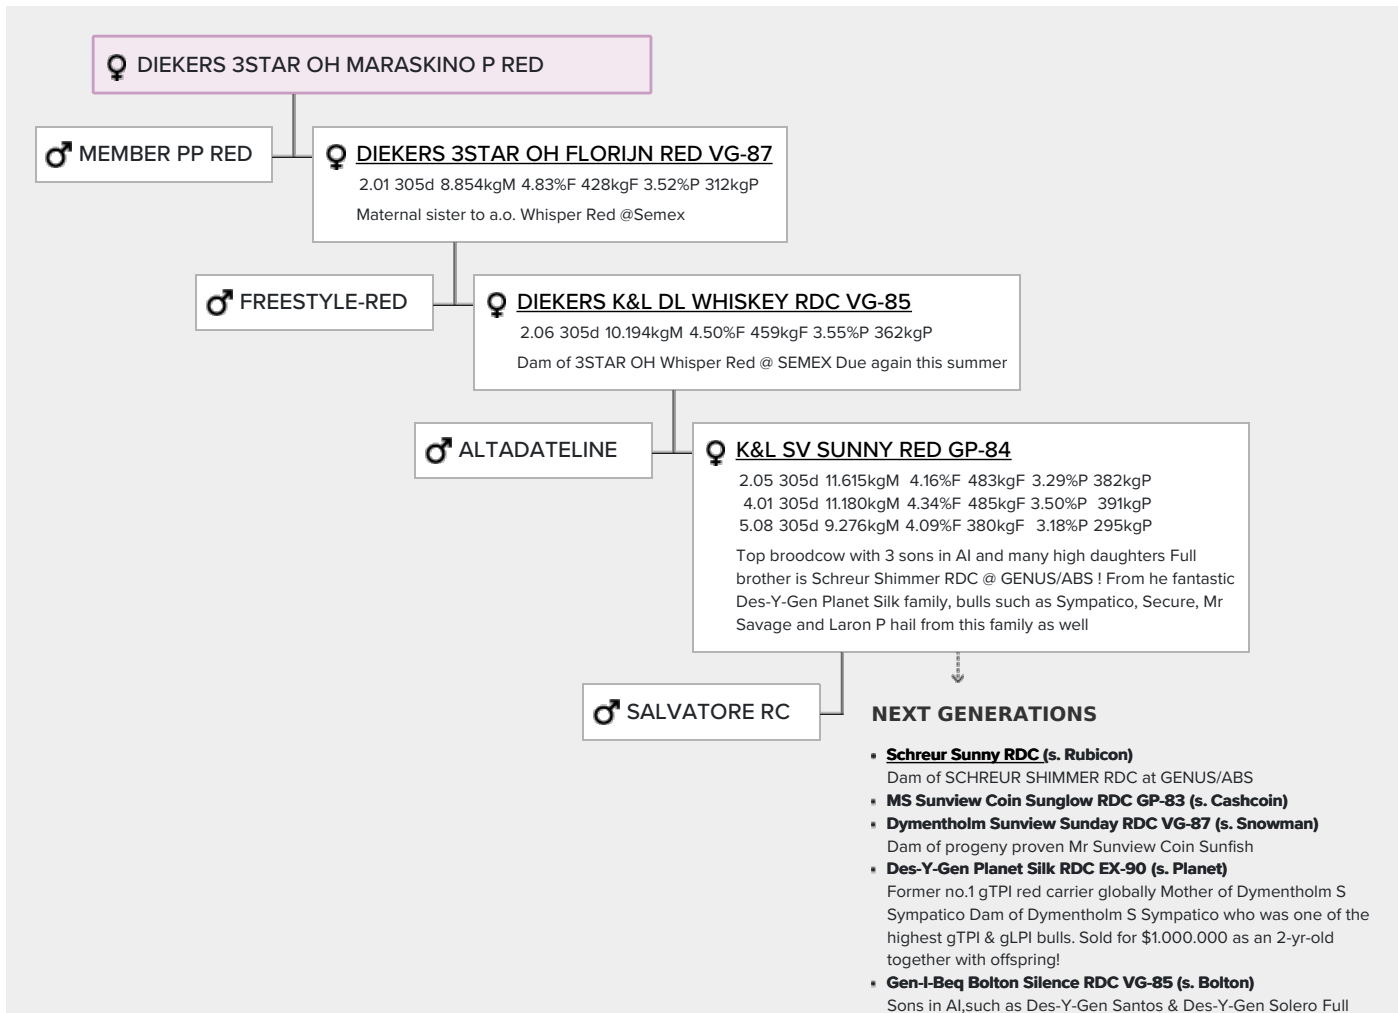 DIEKERS 3STAR OH MARASKINO P RED
MEMBER PP RED
DIEKERS 3STAR OH FLORIJN RED VG-87
2.01 305d 8.854kgM 4.83%F 428kgF 3.52%P 312kgP
Maternal sister to a.o. Whisper Red @Semex
FREESTYLE-RED
DIEKERS K&L DL WHISKEY RDC VG-85
2.06 305d 10.194kgM 4.50%F 459kgF 3.55%P 362kgP
Dam of 3STAR OH Whisper Red @ SEMEX Due again this summer
ALTADATELINE
K&L SV SUNNY RED GP-84
2.05 305d 11.615kgM 4.16%F 483kgF 3.29%P 382kgP
4.01 305d 11.180kgM 4.34%F 485kgF 3.50%P 391kgP
5.08 305d 9.276kgM 4.09%F 380kgF 3.18%P 295kgP
Top broodcow with 3 sons in AI and many high daughters Full
brother is Schreur Shimmer RDC @ GENUS/ABS ! From he fantastic
Des-Y-Gen Planet Silk family, bulls such as Sympatico, Secure, Mr
Savage and Laron P hail from this family as well
SALVATORE RC
NEXT GENERATIONS
Schreur Sunny RDC (s. Rubicon)
Dam of SCHREUR SHIMMER RDC at GENUS/ABS
MS Sunview Coin Sunglow RDC GP-83 (s. Cashcoin)
Dymentholm Sunview Sunday RDC VG-87 (s. Snowman)
Dam of progeny proven Mr Sunview Coin Sunfish
Des-Y-Gen Planet Silk RDC EX-90 (s. Planet)
Former no.1 gTPI red carrier globally Mother of Dymentholm S
Sympatico Dam of Dymentholm S Sympatico who was one of the
highest gTPI & gLPI bulls. Sold for $1.000.000 as an 2-yr-old
together with offspring!
Gen-I-Beq Bolton Silence RDC VG-85 (s. Bolton)
Sons in AI,such as Des-Y-Gen Santos & Des-Y-Gen Solero Full